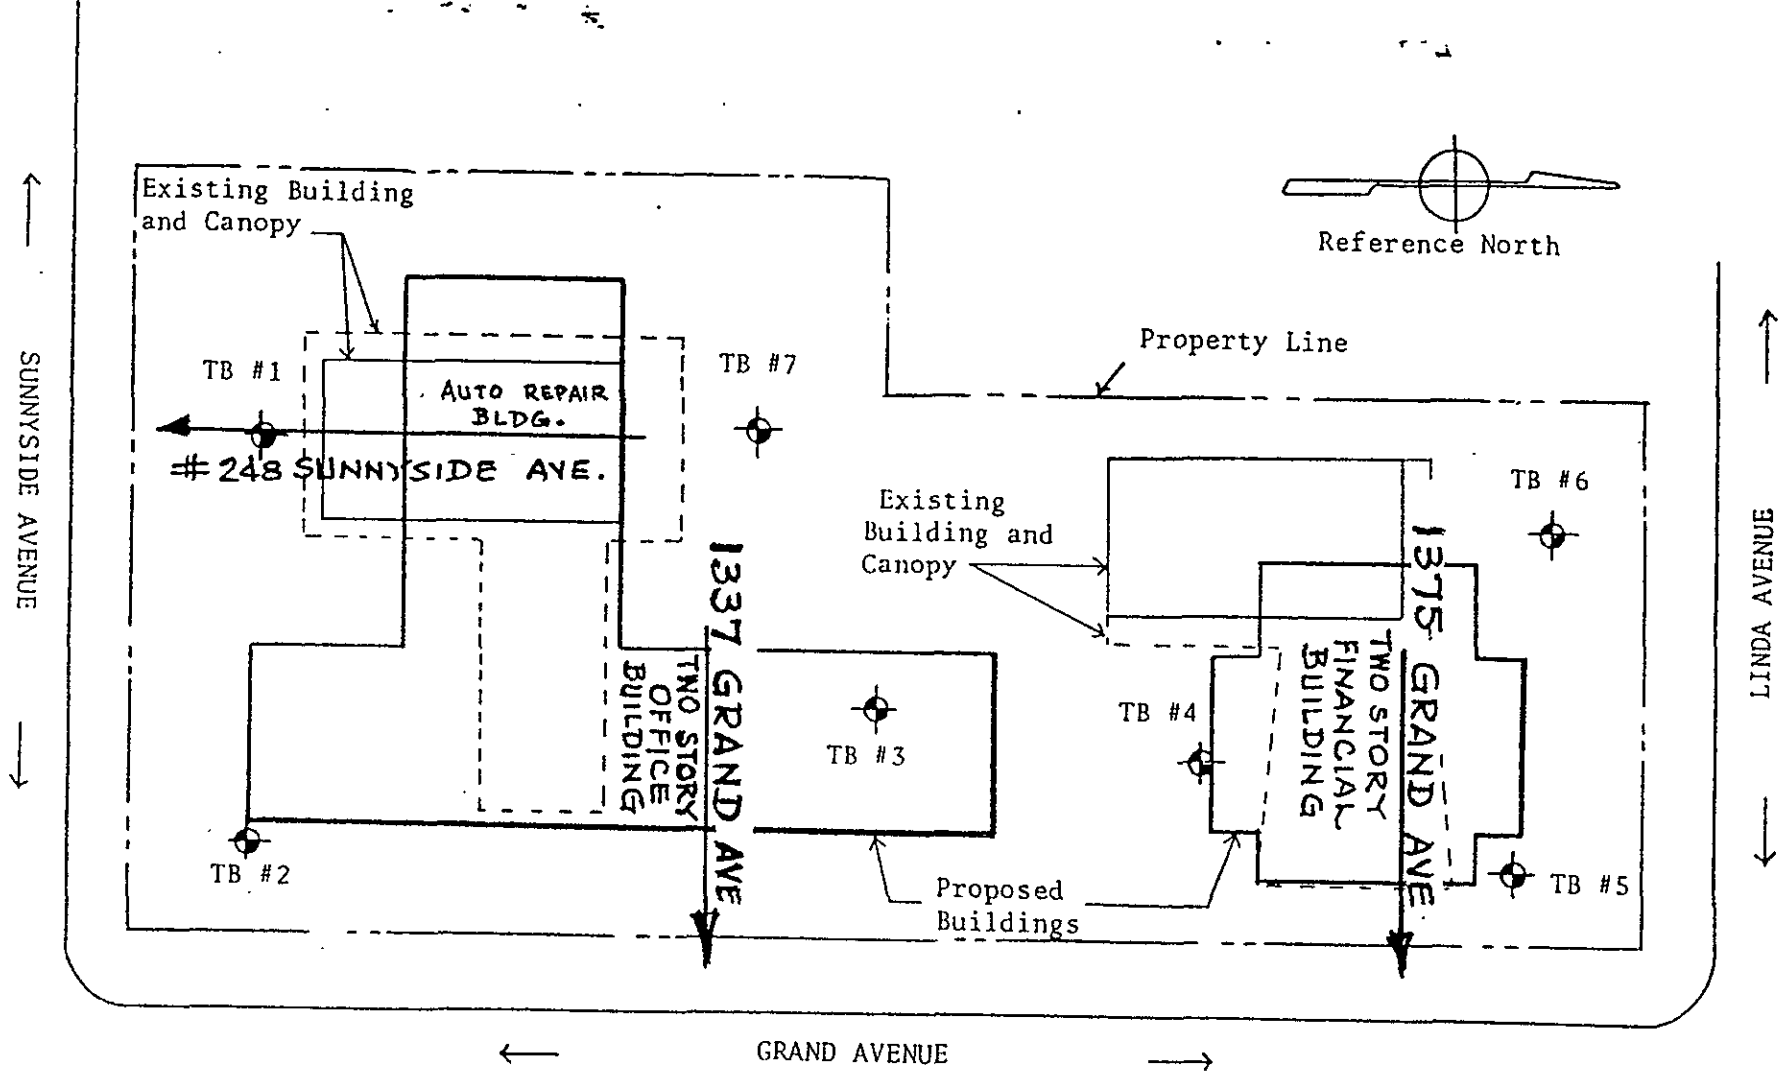 Existing Building
and Canopy
Reference North
Property Line
TB #1
TB #7
AUTO REPAIR
BLDG.
#248 SUNNYSIDE AVE.
SUNNYSIDE AVENUE
Existing
Building and
Canopy
TB #6
1337 GRAND AVE
TWO STORY
OFFICE
BUILDING
1375 GRAND AVE
TWO STORY
FINANCIAL
BUILDING
LINDA AVENUE
TB #3
TB #4
TB #2
TB #5
Proposed
Buildings
GRAND AVENUE